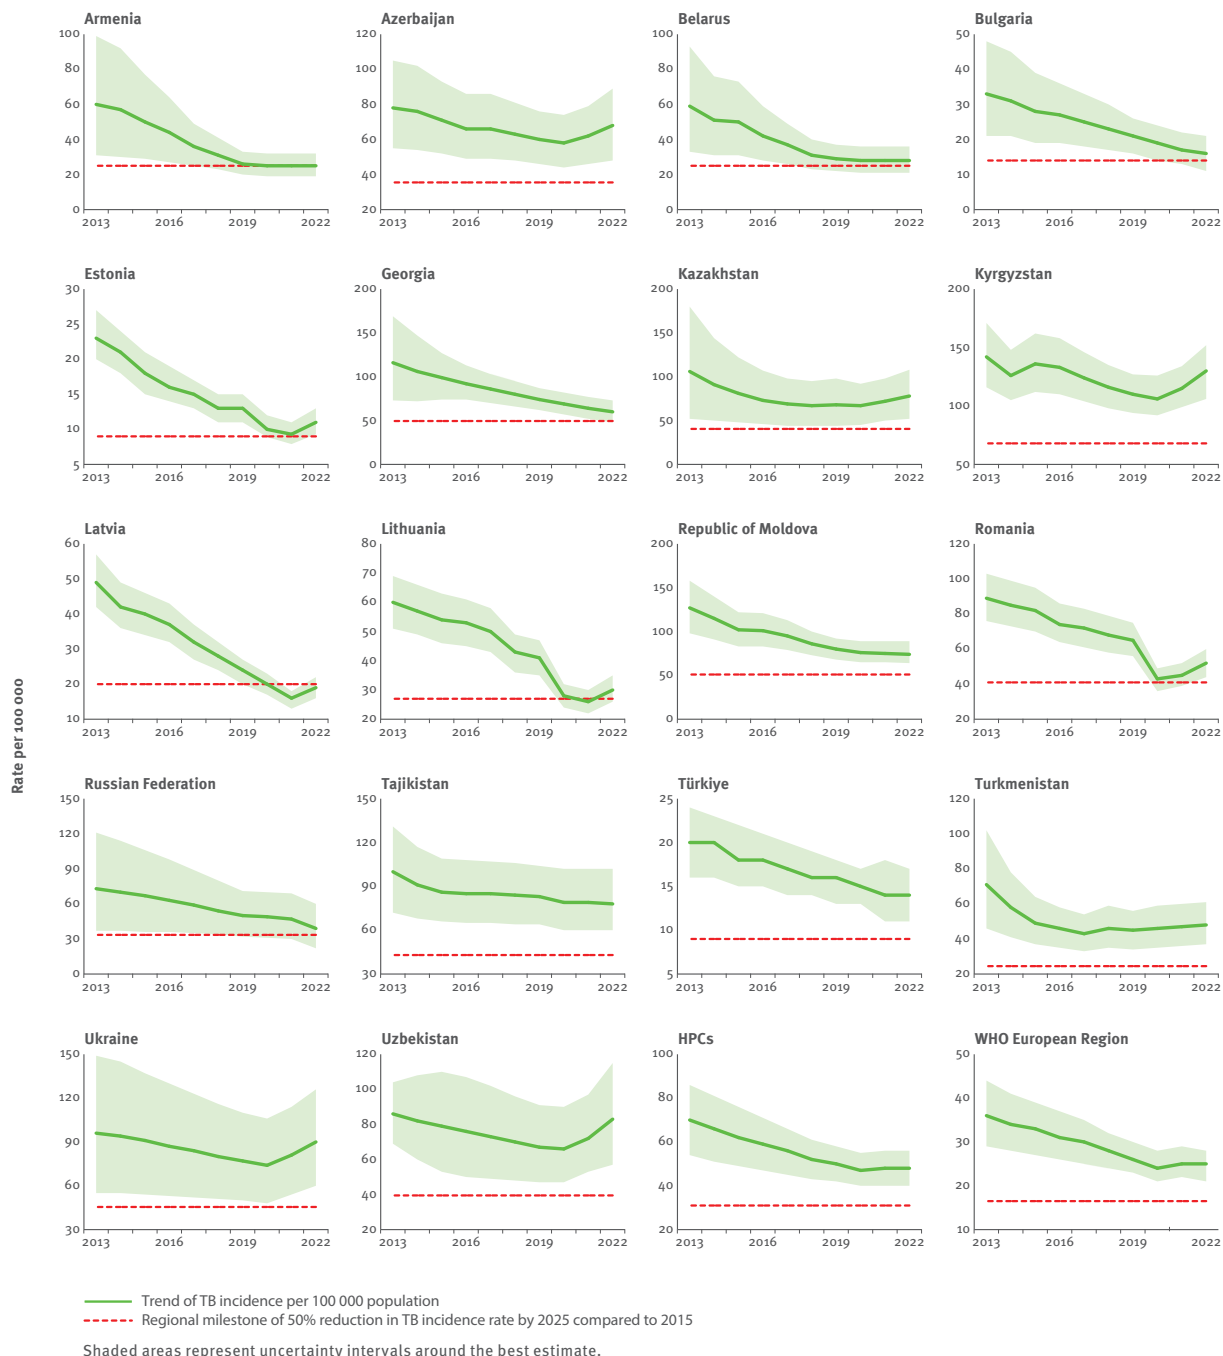 Rate per 100 000
Armenia
100
80
60
40
20
0
2013 2016 2019 2022
Azerbaijan
120
100
80
60
40
20
2013 2016 2019 2022
Belarus
100
80
60
40
20
0
2013 2016 2019 2022
Bulgaria
50
40
30
20
10
0
2013 2016 2019 2022
Estonia
30
25
20
15
10
5
2013 2016 2019 2022
Georgia
200
150
100
50
0
2013 2016 2019 2022
Kazakhstan
200
150
100
50
0
2013 2016 2019 2022
Kyrgyzstan
200
150
100
50
2013 2016 2019 2022
Latvia
60
50
40
30
20
10
2013 2016 2019 2022
Lithuania
80
70
60
50
40
30
20
2013 2016 2019 2022
Republic of Moldova
200
150
100
50
0
2013 2016 2019 2022
Romania
120
100
80
60
40
20
2013 2016 2019 2022
Russian Federation
150
120
90
60
30
0
2013 2016 2019 2022
Tajikistan
150
120
90
60
30
2013 2016 2019 2022
Türkiye
25
20
15
10
5
2013 2016 2019 2022
Turkmenistan
120
100
80
60
40
20
2013 2016 2019 2022
Ukraine
150
120
90
60
30
2013 2016 2019 2022
Uzbekistan
120
100
80
60
40
20
2013 2016 2019 2022
HPCs
100
80
60
40
20
2013 2016 2019 2022
WHO European Region
50
40
30
20
10
2013 2016 2019 2022
Trend of TB incidence per 100 000 population
Regional milestone of 50% reduction in TB incidence rate by 2025 compared to 2015
Shaded areas represent uncertainty intervals around the best estimate.